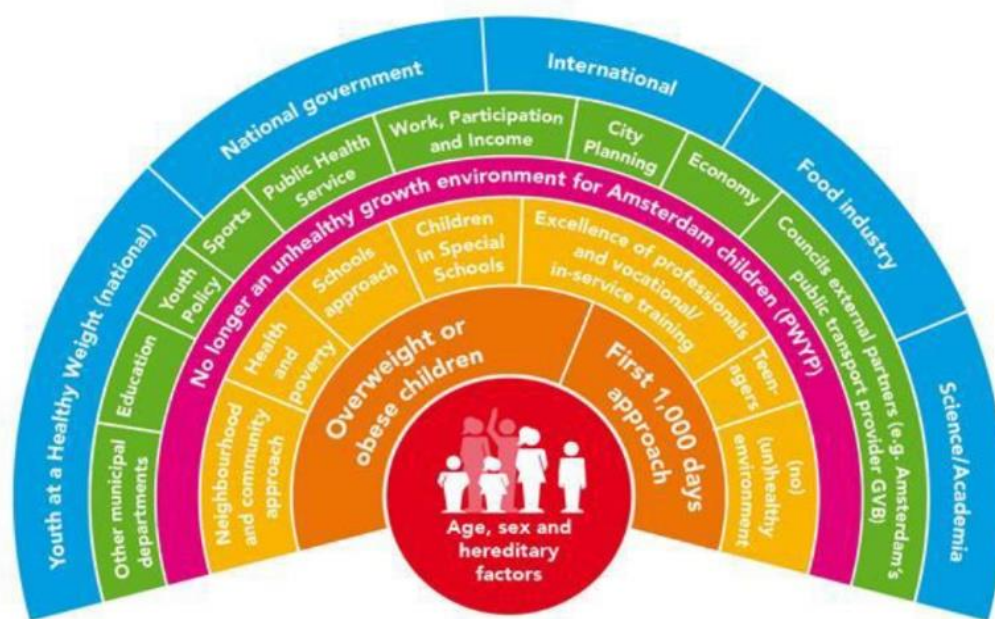 Youth at a Healthy Weight (national)
National government
International
Food industry
Science/Academia
Other municipal
departments
Education
Youth
Policy
Sports
Public Health
Service
Work, Participation
and Income
City
Planning
Economy
Councils external partners (e.g. Amsterdam's
public transport provider GVB)
No longer an unhealthy growth environment for Amsterdam children (PWYP)
Neighbourhood
and community
approach
Health
and
poverty
Schools
approach
Children
in Special
Schools
Excellence of professionals
and vocational/
in-service training
Teen-
agers
(no)
(un)healthy
environment
Overweight or
obese children
First 1,000 days
approach
Age, sex and
hereditary
factors